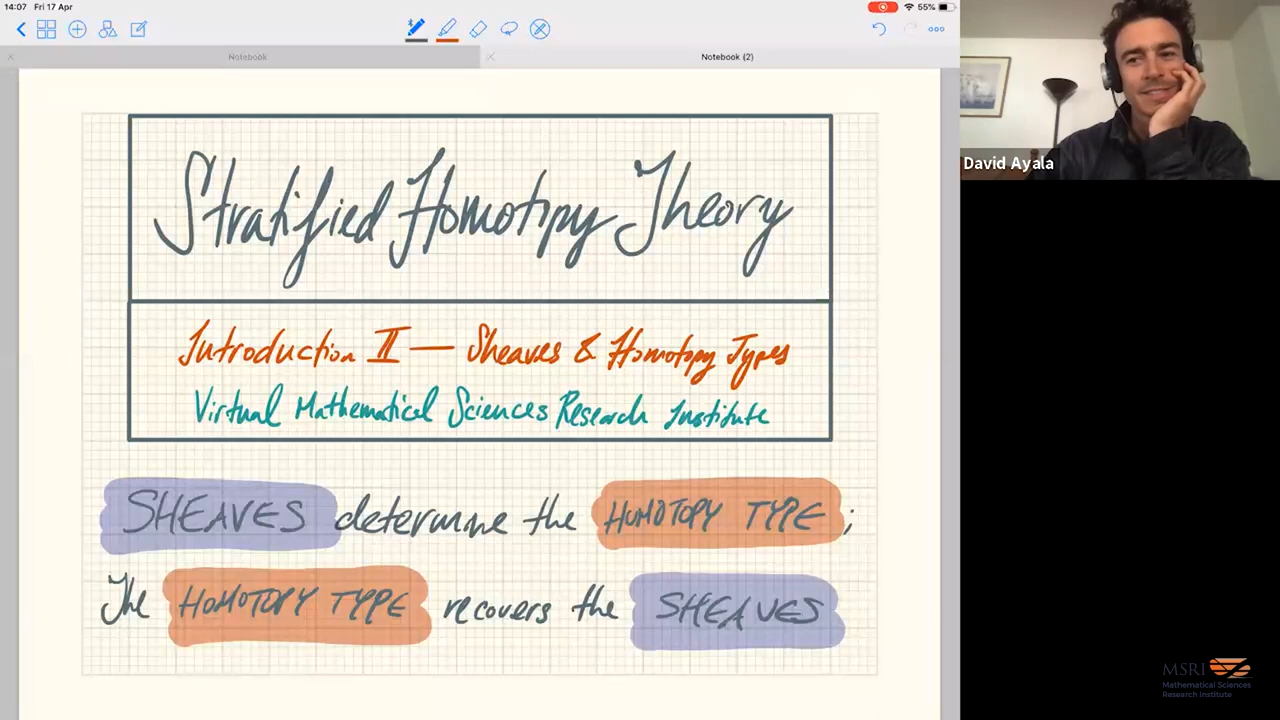 14:07 Fri 17 Apr
55%
Notebook
Notebook (2)
Stratified Homotopy Theory
Introduction II — Sheaves & Homotopy Types
Virtual Mathematical Sciences Research Institute
SHEAVES determine the HOMOTOPY TYPE ;
The HOMOTOPY TYPE recovers the SHEAVES
David Ayala
MSRI
Mathematical Sciences
Research Institute